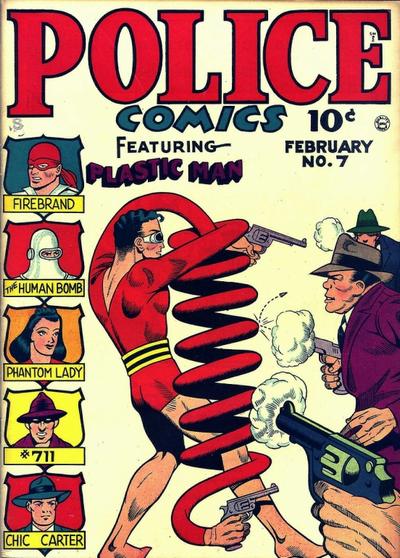 POLICE
COMICS 10¢
FEATURING
PLASTIC MAN
FEBRUARY
NO. 7
FIREBRAND
THE HUMAN BOMB
PHANTOM LADY
#711
CHIC CARTER